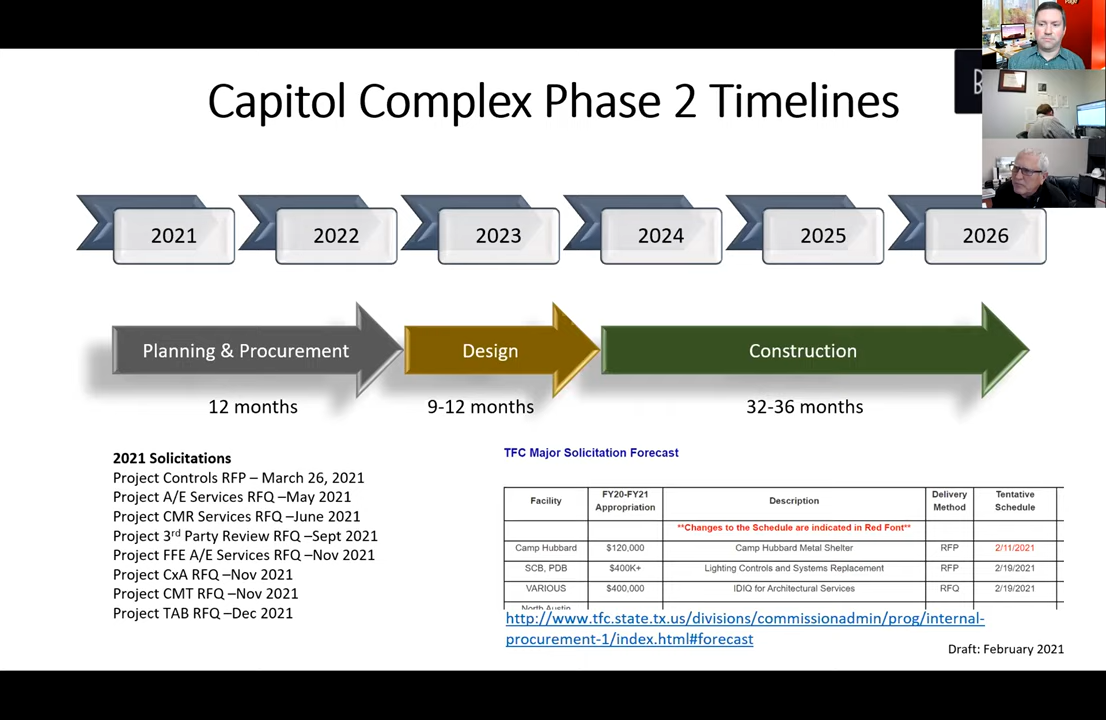 Capitol Complex Phase 2 Timelines
2021
2022
2023
2024
2025
2026
Planning & Procurement
Design
Construction
12 months
9-12 months
32-36 months
2021 Solicitations
Project Controls RFP – March 26, 2021
Project A/E Services RFQ –May 2021
Project CMR Services RFQ –June 2021
Project 3rd Party Review RFQ –Sept 2021
Project FFE A/E Services RFQ –Nov 2021
Project CxA RFQ –Nov 2021
Project CMT RFQ –Nov 2021
Project TAB RFQ –Dec 2021
TFC Major Solicitation Forecast
Facility
FY20-FY21
Appropriation
Description
Delivery
Method
Tentative
Schedule
**Changes to the Schedule are indicated in Red Font**
Camp Hubbard $120,000 Camp Hubbard Metal Shelter RFP 2/11/2021
SCB, PDB $400K+ Lighting Controls and Systems Replacement RFP 2/19/2021
VARIOUS $400,000 IDIQ for Architectural Services RFQ 2/19/2021
North Austin
http://www.tfc.state.tx.us/divisions/commissionadmin/prog/internal-
procurement-1/index.html#forecast
Draft: February 2021